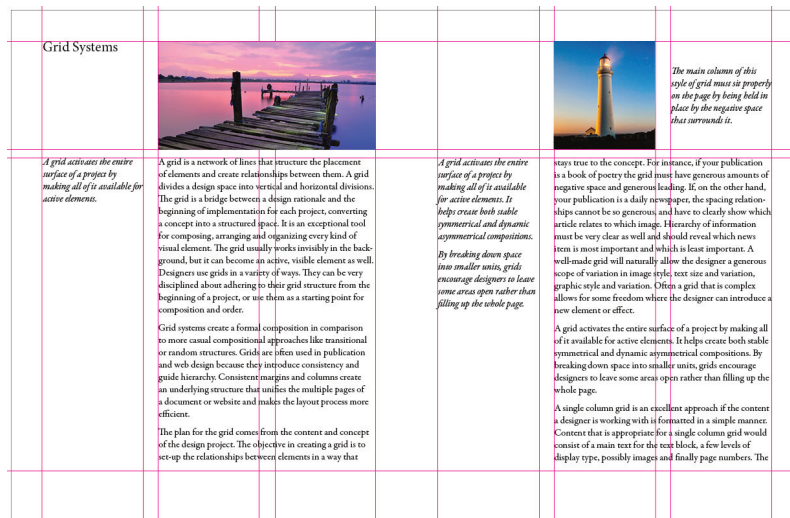 Grid Systems
A grid activates the entire
surface of a project by
making all of it available for
active elements.
A grid is a network of lines that structure the placement
of elements and create relationships between them. A grid
divides a design space into vertical and horizontal divisions.
The grid is a bridge between a design rationale and the
beginning of implementation for each project, converting
a concept into a structured space. It is an exceptional tool
for composing, arranging and organizing every kind of
visual element. The grid usually works invisibly in the back-
ground, but it can become an active, visible element as well.
Designers use grids in a variety of ways. They can be very
disciplined about adhering to their grid structure from the
beginning of a project, or use them as a starting point for
composition and order.
Grid systems create a formal composition in comparison
to more casual compositional approaches like transitional
or random structures. Grids are often used in publication
and web design because they introduce consistency and
guide hierarchy. Consistent margins and columns create
an underlying structure that unifies the multiple pages of
a document or website and makes the layout process more
efficient.
The plan for the grid comes from the content and concept
of the design project. The objective in creating a grid is to
set-up the relationships between elements in a way that
A grid activates the entire
surface of a project by
making all of it available
for active elements. It
helps create both stable
symmetrical and dynamic
asymmetrical compositions.
By breaking down space
into smaller units, grids
encourage designers to leave
some areas open rather than
filling up the whole page.
The main column of this
style of grid must sit properly
on the page by being held in
place by the negative space
that surrounds it.
stays true to the concept. For instance, if your publication
is a book of poetry the grid must have generous amounts of
negative space and generous leading. If, on the other hand,
your publication is a daily newspaper, the spacing relation-
ships cannot be so generous, and have to clearly show which
article relates to which image. Hierarchy of information
must be very clear as well and should reveal which news
item is most important and which is least important. A
well-made grid will naturally allow the designer a generous
scope of variation in image style, text size and variation,
graphic style and variation. Often a grid that is complex
allows for some freedom where the designer can introduce a
new element or effect.
A grid activates the entire surface of a project by making all
of it available for active elements. It helps create both stable
symmetrical and dynamic asymmetrical compositions. By
breaking down space into smaller units, grids encourage
designers to leave some areas open rather than filling up the
whole page.
A single column grid is an excellent approach if the content
a designer is working with is formatted in a simple manner.
Content that is appropriate for a single column grid would
consist of a main text for the text block, a few levels of
display type, possibly images and finally page numbers. The